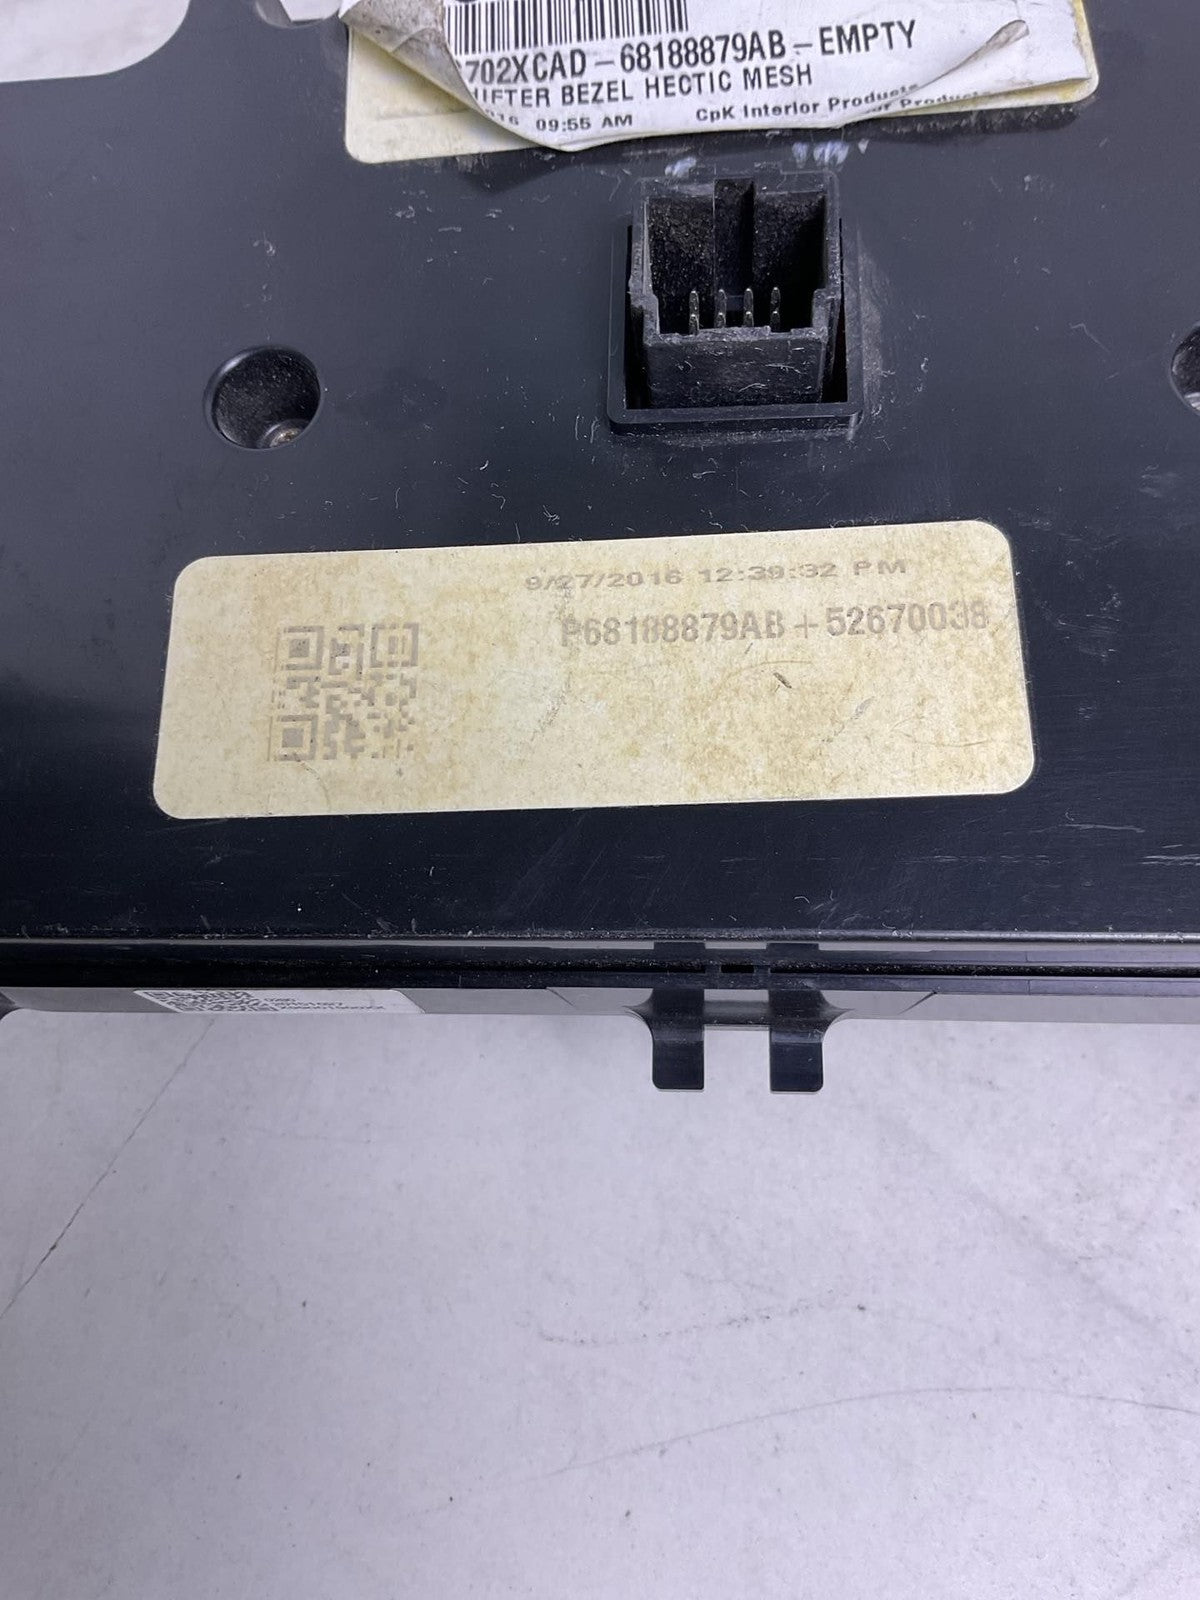 702XCAD-68188879AB-EMPTY
IFTER BEZEL HECTIC MESH
016 09:55 AM CpK Interior Products
9/27/2016 12:39:32 PM
P68188879AB+52670038